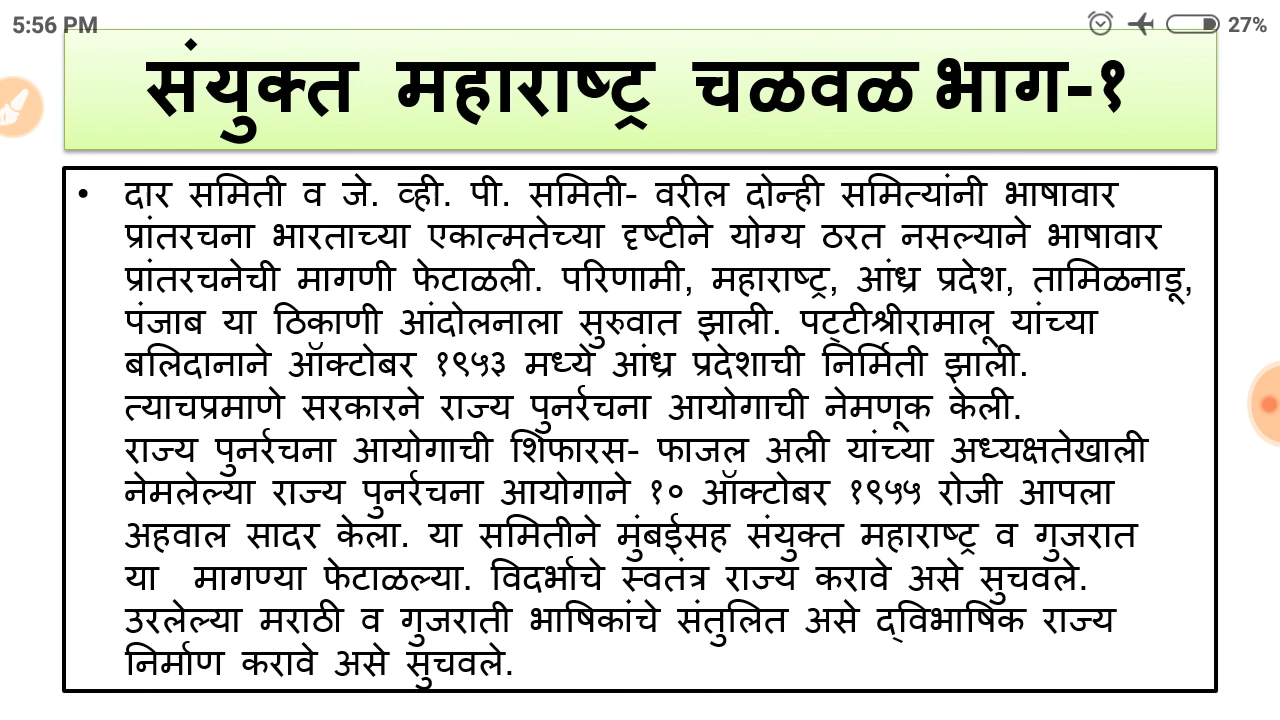 5:56 PM
27%
संयुक्त महाराष्ट्र चळवळ भाग-१
• दार समिती व जे. व्ही. पी. समिती- वरील दोन्ही समित्यांनी भाषावार
प्रांतरचना भारताच्या एकात्मतेच्या दृष्टीने योग्य ठरत नसल्याने भाषावार
प्रांतरचनेची मागणी फेटाळली. परिणामी, महाराष्ट्र, आंध्र प्रदेश, तामिळनाडू,
पंजाब या ठिकाणी आंदोलनाला सुरुवात झाली. पट्टीश्रीरामालू यांच्या
बलिदानाने ऑक्टोबर १९५३ मध्ये आंध्र प्रदेशाची निर्मिती झाली.
त्याचप्रमाणे सरकारने राज्य पुनर्रचना आयोगाची नेमणूक केली.
राज्य पुनर्रचना आयोगाची शिफारस- फाजल अली यांच्या अध्यक्षतेखाली
नेमलेल्या राज्य पुनर्रचना आयोगाने १० ऑक्टोबर १९५५ रोजी आपला
अहवाल सादर केला. या समितीने मुंबईसह संयुक्त महाराष्ट्र व गुजरात
या मागण्या फेटाळल्या. विदर्भाचे स्वतंत्र राज्य करावे असे सुचवले.
उरलेल्या मराठी व गुजराती भाषिकांचे संतुलित असे द्विभाषिक राज्य
निर्माण करावे असे सुचवले.